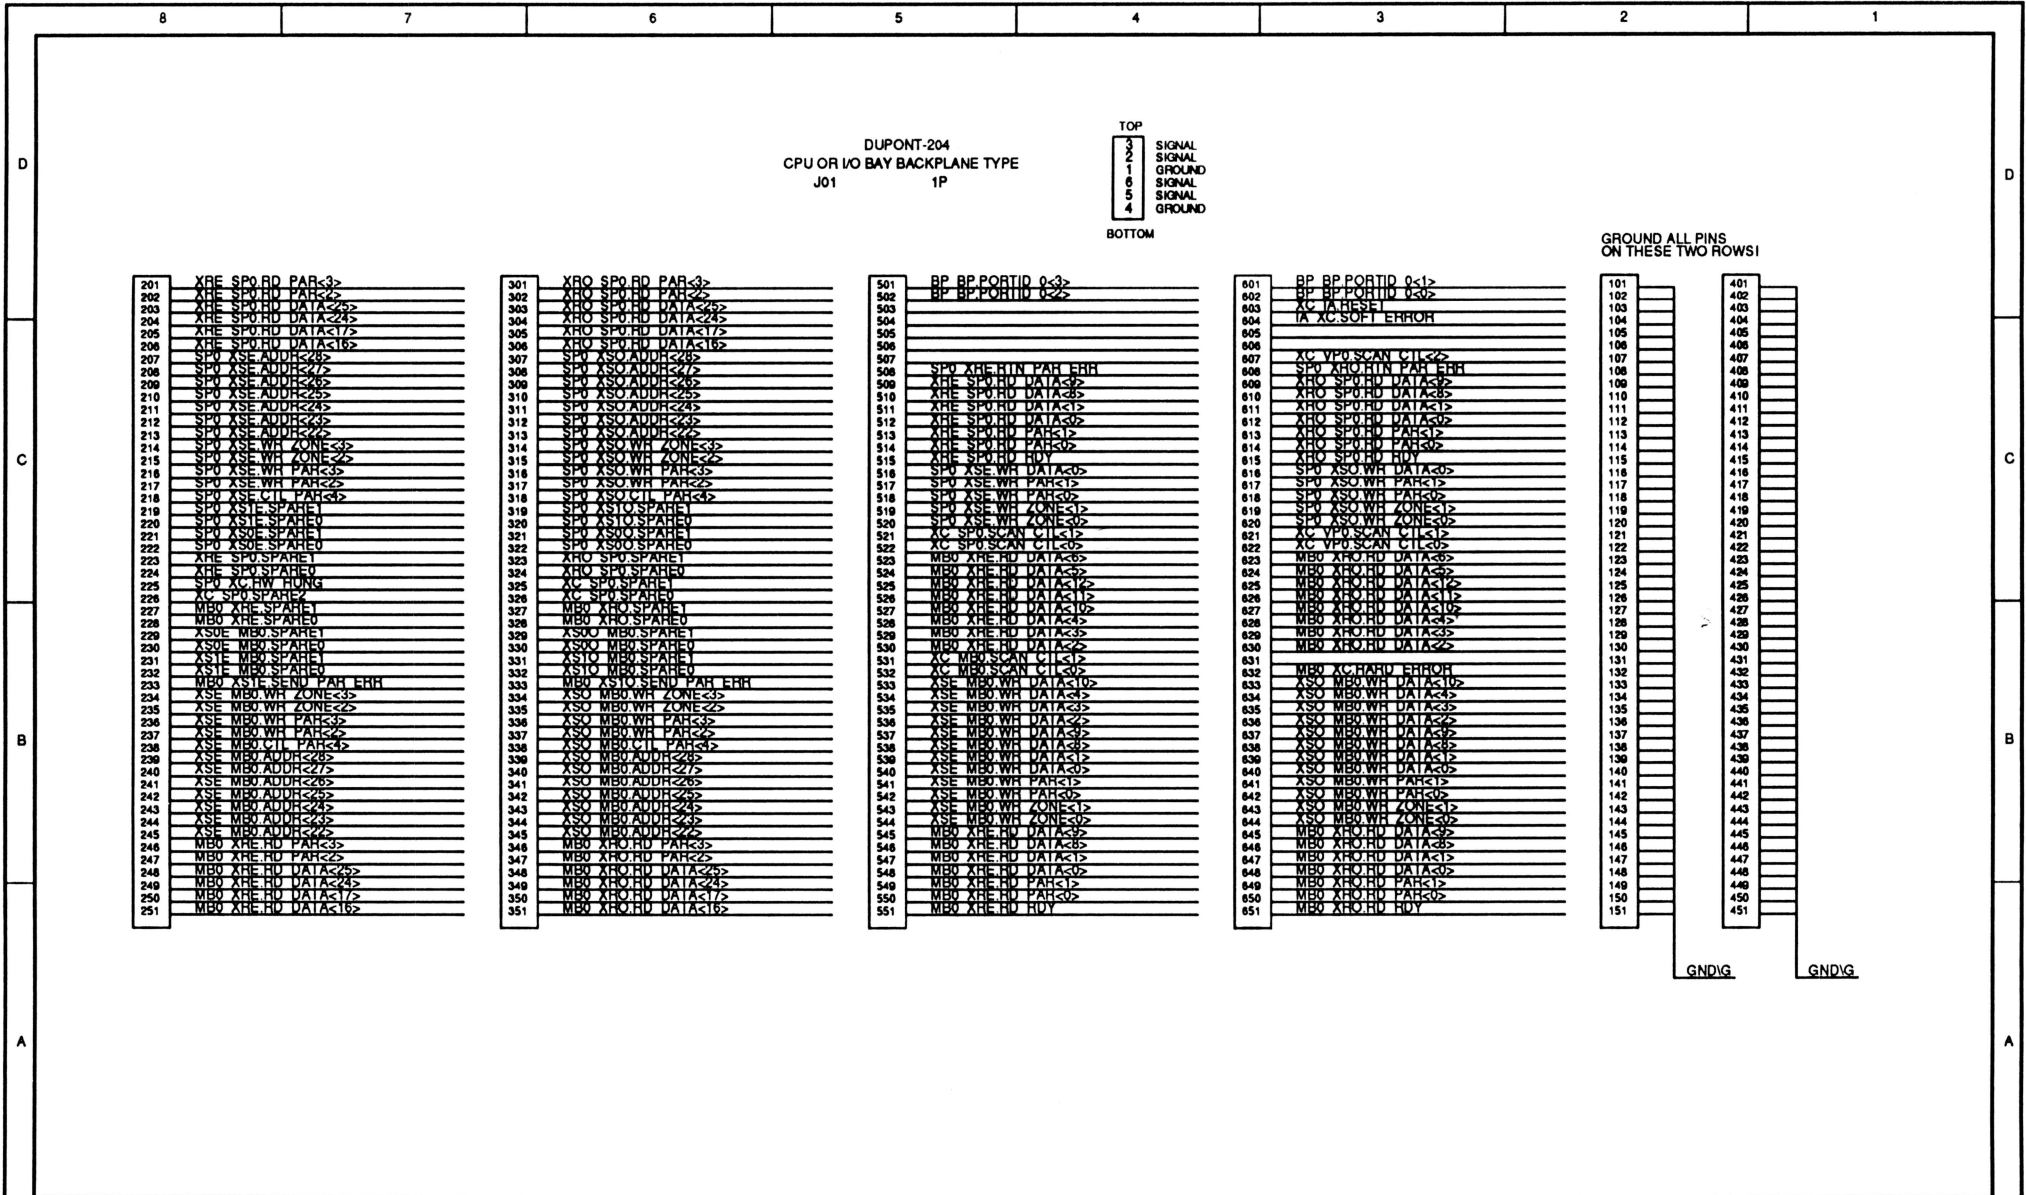 8 7 6 5 4 3 2 1
D
D
C
C
B
B
A
A
DUPONT-204
CPU OR I/O BAY BACKPLANE TYPE
J01 1P
TOP
3 SIGNAL
2 SIGNAL
1 GROUND
6 SIGNAL
5 SIGNAL
4 GROUND
BOTTOM
201 XRE SP0.RD PAR<3>
202 XRE SP0.RD PAR<2>
203 XRE SP0.RD DATA<25>
204 XRE SP0.RD DATA<24>
205 XRE SP0.RD DATA<17>
206 XRE SP0.RD DATA<16>
207 SP0 XSE.ADDR<28>
208 SP0 XSE.ADDR<27>
209 SP0 XSE.ADDR<26>
210 SP0 XSE.ADDR<25>
211 SP0 XSE.ADDR<24>
212 SP0 XSE.ADDR<23>
213 SP0 XSE.ADDR<22>
214 SP0 XSE.WR ZONE<3>
215 SP0 XSE.WR ZONE<2>
216 SP0 XSE.WR PAR<3>
217 SP0 XSE.WR PAR<2>
218 SP0 XSE.CTL PAR<4>
219 SP0 XS1E.SPARE1
220 SP0 XS1E.SPARE0
221 SP0 XS0E.SPARE1
222 SP0 XS0E.SPARE0
223 XRE SP0.SPARE1
224 XRE SP0.SPARE0
225 SP0 XC.HW HUNG
226 XC SP0.SPARE2
227 MB0 XRE.SPARE1
228 MB0 XRE.SPARE0
229 XS0E MB0.SPARE1
230 XS0E MB0.SPARE0
231 XS1E MB0.SPARE1
232 XS1E MB0.SPARE0
233 MB0 XS1E.SEND PAR ERR
234 XSE MB0.WR ZONE<3>
235 XSE MB0.WR ZONE<2>
236 XSE MB0.WR PAR<3>
237 XSE MB0.WR PAR<2>
238 XSE MB0.CTL PAR<4>
239 XSE MB0.ADDR<28>
240 XSE MB0.ADDR<27>
241 XSE MB0.ADDR<26>
242 XSE MB0.ADDR<25>
243 XSE MB0.ADDR<24>
244 XSE MB0.ADDR<23>
245 XSE MB0.ADDR<22>
246 MB0 XRE.RD PAR<3>
247 MB0 XRE.RD PAR<2>
248 MB0 XRE.RD DATA<25>
249 MB0 XRE.RD DATA<24>
250 MB0 XRE.RD DATA<17>
251 MB0 XRE.RD DATA<16>
301 XRO SP0.RD PAR<3>
302 XRO SP0.RD PAR<2>
303 XRO SP0.RD DATA<25>
304 XRO SP0.RD DATA<24>
305 XRO SP0.RD DATA<17>
306 XRO SP0.RD DATA<16>
307 SP0 XSO.ADDR<28>
308 SP0 XSO.ADDR<27>
309 SP0 XSO.ADDR<26>
310 SP0 XSO.ADDR<25>
311 SP0 XSO.ADDR<24>
312 SP0 XSO.ADDR<23>
313 SP0 XSO.ADDR<22>
314 SP0 XSO.WR ZONE<3>
315 SP0 XSO.WR ZONE<2>
316 SP0 XSO.WR PAR<3>
317 SP0 XSO.WR PAR<2>
318 SP0 XSO.CTL PAR<4>
319 SP0 XS1O.SPARE1
320 SP0 XS1O.SPARE0
321 SP0 XS0O.SPARE1
322 SP0 XS0O.SPARE0
323 XRO SP0.SPARE1
324 XRO SP0.SPARE0
325 XC SP0.SPARE1
326 XC SP0.SPARE0
327 MB0 XRO.SPARE1
328 MB0 XRO.SPARE0
329 XS0O MB0.SPARE1
330 XS0O MB0.SPARE0
331 XS1O MB0.SPARE1
332 XS1O MB0.SPARE0
333 MB0 XS1O.SEND PAR ERR
334 XSO MB0.WR ZONE<3>
335 XSO MB0.WR ZONE<2>
336 XSO MB0.WR PAR<3>
337 XSO MB0.WR PAR<2>
338 XSO MB0.CTL PAR<4>
339 XSO MB0.ADDR<28>
340 XSO MB0.ADDR<27>
341 XSO MB0.ADDR<26>
342 XSO MB0.ADDR<25>
343 XSO MB0.ADDR<24>
344 XSO MB0.ADDR<23>
345 XSO MB0.ADDR<22>
346 MB0 XRO.RD PAR<3>
347 MB0 XRO.RD PAR<2>
348 MB0 XRO.RD DATA<25>
349 MB0 XRO.RD DATA<24>
350 MB0 XRO.RD DATA<17>
351 MB0 XRO.RD DATA<16>
501 BP BP.PORTID 0<3>
502 BP BP.PORTID 0<2>
503
504
505
506
507
508 SP0 XRE.RTN PAR ERR
509 XRE SP0.RD DATA<9>
510 XRE SP0.RD DATA<8>
511 XRE SP0.RD DATA<1>
512 XRE SP0.RD DATA<0>
513 XRE SP0.RD PAR<1>
514 XRE SP0.RD PAR<0>
515 XRE SP0.RD RDY
516 SP0 XSE.WR DATA<0>
517 SP0 XSE.WR PAR<1>
518 SP0 XSE.WR PAR<0>
519 SP0 XSE.WR ZONE<1>
520 SP0 XSE.WR ZONE<0>
521 XC SP0.SCAN CTL<1>
522 XC SP0.SCAN CTL<0>
523 MB0 XRE.RD DATA<6>
524 MB0 XRE.RD DATA<5>
525 MB0 XRE.RD DATA<12>
526 MB0 XRE.RD DATA<11>
527 MB0 XRE.RD DATA<10>
528 MB0 XRE.RD DATA<4>
529 MB0 XRE.RD DATA<3>
530 MB0 XRE.RD DATA<2>
531 XC MB0.SCAN CTL<1>
532 XC MB0.SCAN CTL<0>
533 XSE MB0.WR DATA<10>
534 XSE MB0.WR DATA<4>
535 XSE MB0.WR DATA<3>
536 XSE MB0.WR DATA<2>
537 XSE MB0.WR DATA<9>
538 XSE MB0.WR DATA<8>
539 XSE MB0.WR DATA<1>
540 XSE MB0.WR DATA<0>
541 XSE MB0.WR PAR<1>
542 XSE MB0.WR PAR<0>
543 XSE MB0.WR ZONE<1>
544 XSE MB0.WR ZONE<0>
545 MB0 XRE.RD DATA<9>
546 MB0 XRE.RD DATA<8>
547 MB0 XRE.RD DATA<1>
548 MB0 XRE.RD DATA<0>
549 MB0 XRE.RD PAR<1>
550 MB0 XRE.RD PAR<0>
551 MB0 XRE.RD RDY
601 BP BP.PORTID 0<1>
602 BP BP.PORTID 0<0>
603 XC IA.RESET
604 IA XC.SOFT ERROR
605
606
607 XC VP0.SCAN CTL<2>
608 SP0 XRO.RTN PAR ERR
609 XRO SP0.RD DATA<9>
610 XRO SP0.RD DATA<8>
611 XRO SP0.RD DATA<1>
612 XRO SP0.RD DATA<0>
613 XRO SP0.RD PAR<1>
614 XRO SP0.RD PAR<0>
615 XRO SP0.RD RDY
616 SP0 XSO.WR DATA<0>
617 SP0 XSO.WR PAR<1>
618 SP0 XSO.WR PAR<0>
619 SP0 XSO.WR ZONE<1>
620 SP0 XSO.WR ZONE<0>
621 XC VP0.SCAN CTL<1>
622 XC VP0.SCAN CTL<0>
623 MB0 XRO.RD DATA<6>
624 MB0 XRO.RD DATA<5>
625 MB0 XRO.RD DATA<12>
626 MB0 XRO.RD DATA<11>
627 MB0 XRO.RD DATA<10>
628 MB0 XRO.RD DATA<4>
629 MB0 XRO.RD DATA<3>
630 MB0 XRO.RD DATA<2>
631
632 MB0 XC.HARD ERROR
633 XSO MB0.WR DATA<10>
634 XSO MB0.WR DATA<4>
635 XSO MB0.WR DATA<3>
636 XSO MB0.WR DATA<2>
637 XSO MB0.WR DATA<9>
638 XSO MB0.WR DATA<8>
639 XSO MB0.WR DATA<1>
640 XSO MB0.WR DATA<0>
641 XSO MB0.WR PAR<1>
642 XSO MB0.WR PAR<0>
643 XSO MB0.WR ZONE<1>
644 XSO MB0.WR ZONE<0>
645 MB0 XRO.RD DATA<9>
646 MB0 XRO.RD DATA<8>
647 MB0 XRO.RD DATA<1>
648 MB0 XRO.RD DATA<0>
649 MB0 XRO.RD PAR<1>
650 MB0 XRO.RD PAR<0>
651 MB0 XRO.RD RDY
GROUND ALL PINS
ON THESE TWO ROWS!
101 401
102 402
103 403
104 404
105 405
106 406
107 407
108 408
109 409
110 410
111 411
112 412
113 413
114 414
115 415
116 416
117 417
118 418
119 419
120 420
121 421
122 422
123 423
124 424
125 425
126 426
127 427
128 428
129 429
130 430
131 431
132 432
133 433
134 434
135 435
136 436
137 437
138 438
139 439
140 440
141 441
142 442
143 443
144 444
145 445
146 446
147 447
148 448
149 449
150 450
151 451
GND\G GND\G